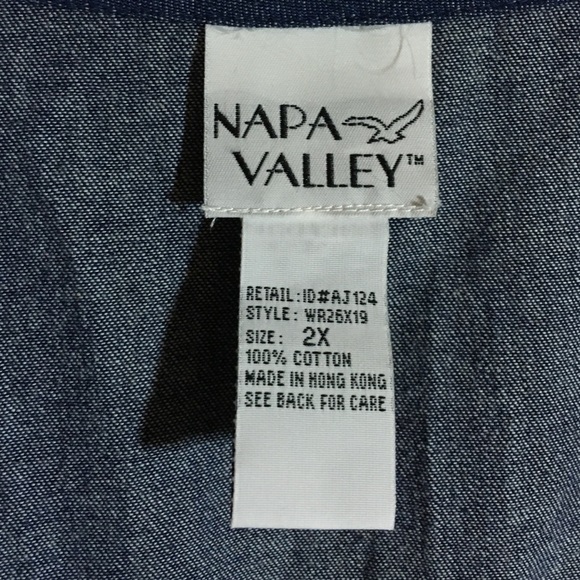 NAPA
VALLEY™
RETAIL:ID#AJ124
STYLE: WR26X19
SIZE: 2X
100% COTTON
MADE IN HONG KONG
SEE BACK FOR CARE